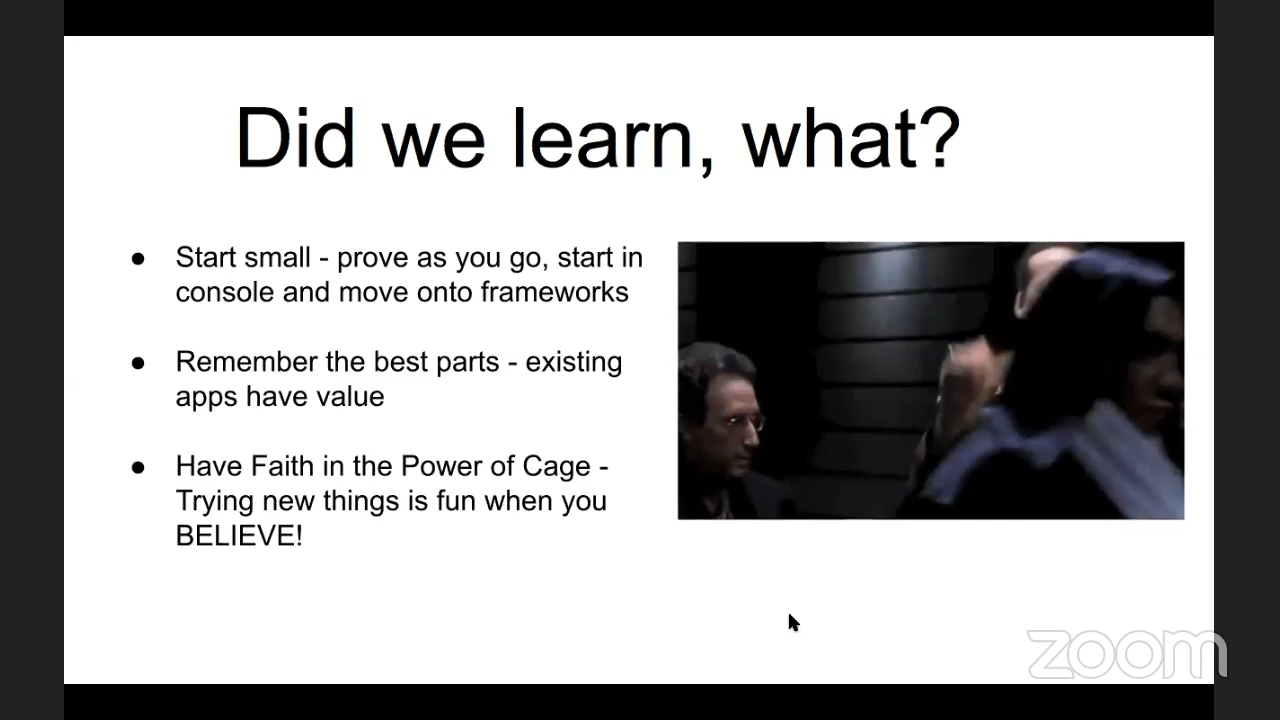 Did we learn, what?
● Start small - prove as you go, start in
console and move onto frameworks
● Remember the best parts - existing
apps have value
● Have Faith in the Power of Cage -
Trying new things is fun when you
BELIEVE!
zoom